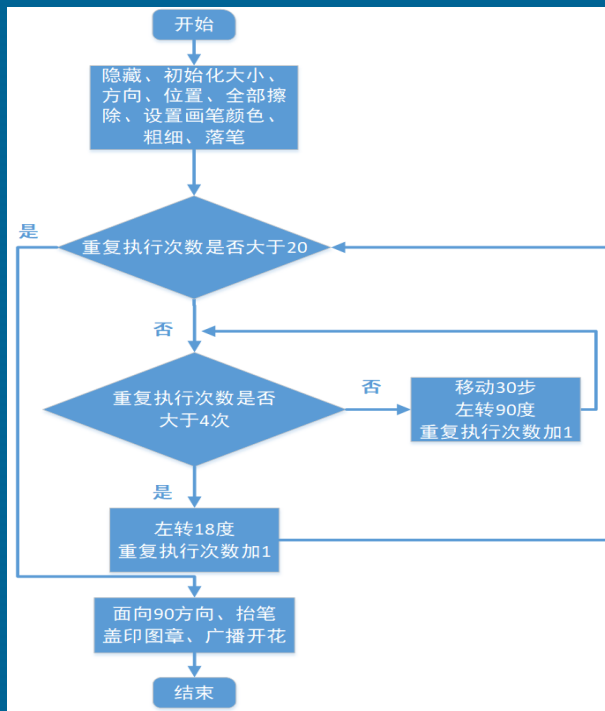 开始
隐藏、初始化大小、
方向、位置、全部擦
除、设置画笔颜色、
粗细、落笔
是
重复执行次数是否大于20
否
重复执行次数是否
大于4次
否
移动30步
左转90度
重复执行次数加1
是
左转18度
重复执行次数加1
面向90方向、抬笔
盖印图章、广播开花
结束